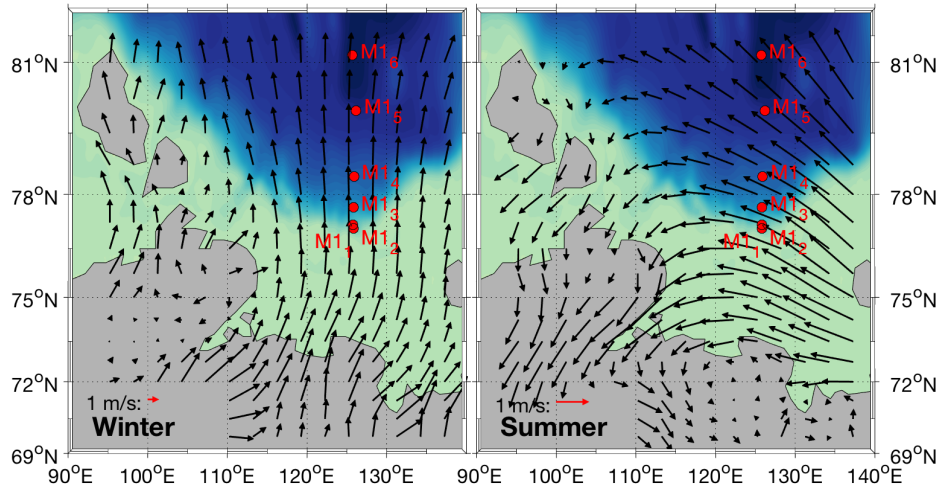 81°N
78°N
75°N
72°N
69°N
90°E
100°E
110°E
120°E
130°E
M1₆
M1₅
M1₄
M1₃
M1₁
M1₂
1 m/s:
Winter
M1₆
M1₅
M1₄
M1₃
M1₁
M1₂
1 m/s:
Summer
90°E
100°E
110°E
120°E
130°E
140°E
81°N
78°N
75°N
72°N
69°N